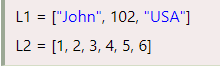 L1 = ["John", 102, "USA"]
L2 = [1, 2, 3, 4, 5, 6]